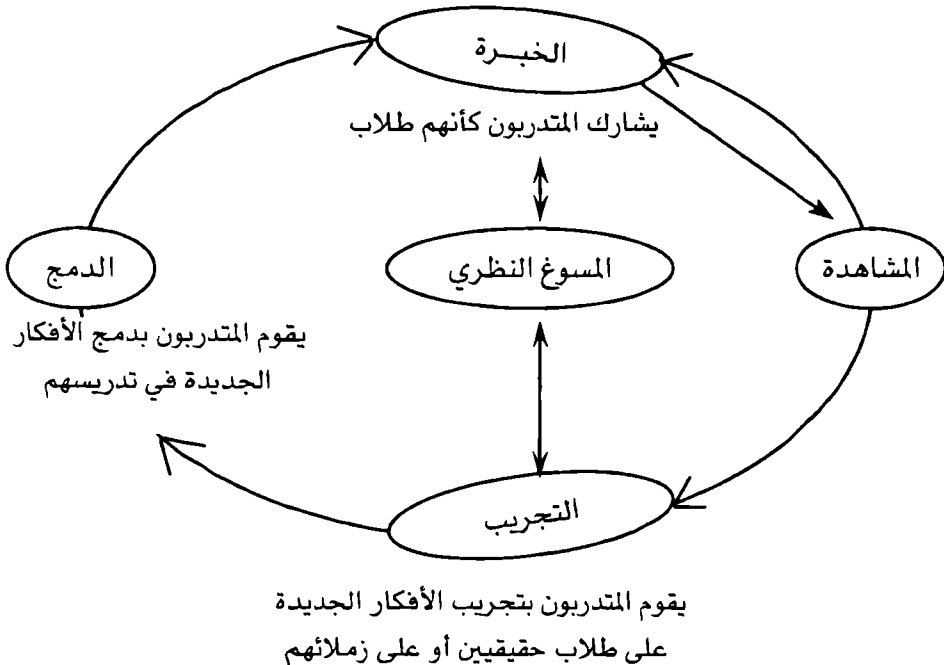 الخبرة
يشارك المتدربون كأنهم طلاب
المشاهدة
المسوغ النظري
الدمج
يقوم المتدربون بدمج الأفكار
الجديدة في تدريسهم
التجريب
يقوم المتدربون بتجريب الأفكار الجديدة
على طلاب حقيقيين أو على زملائهم